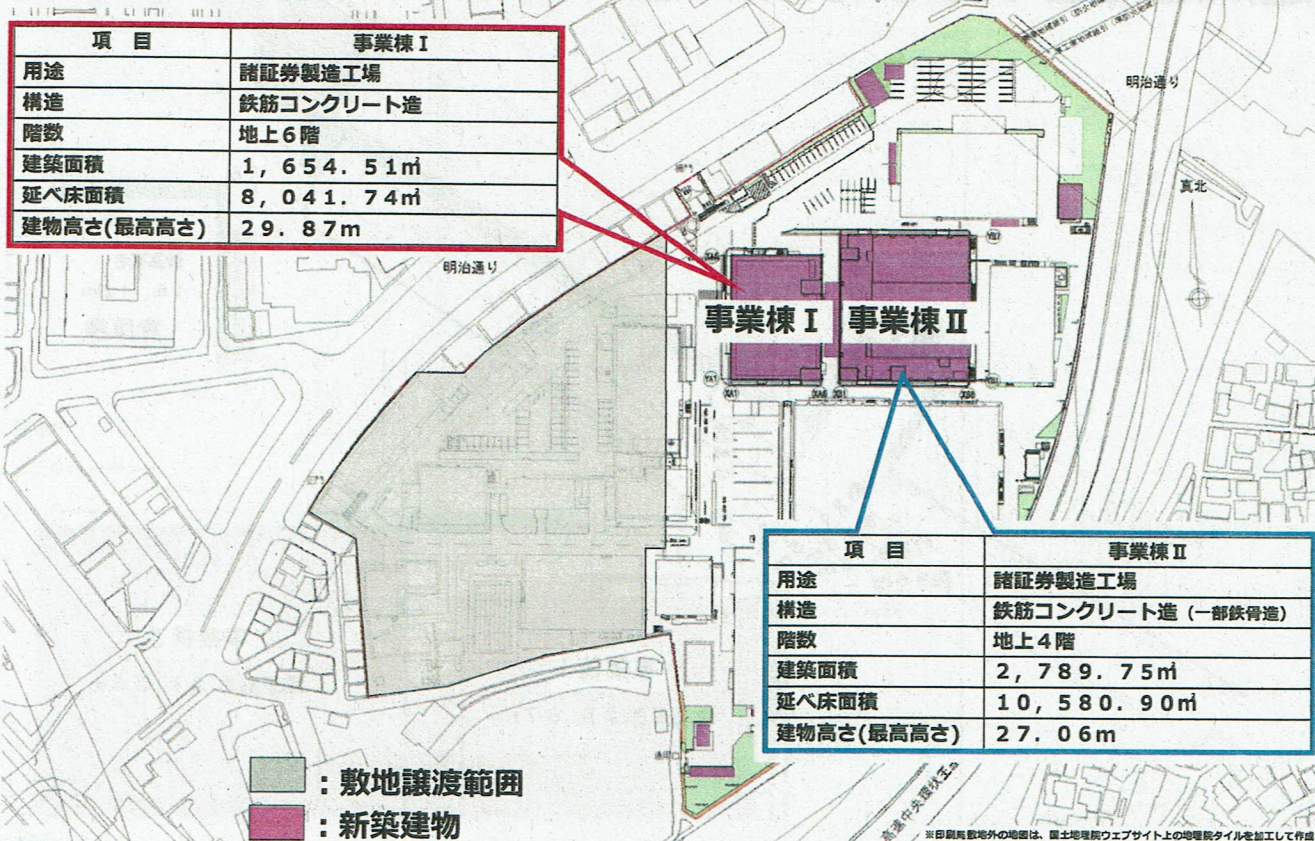 項 目 事業棟Ⅰ
用途 諸証券製造工場
構造 鉄筋コンクリート造
階数 地上6階
建築面積 1,654.51㎡
延べ床面積 8,041.74㎡
建物高さ(最高高さ) 29.87m
明治通り
真北
明治通り
事業棟Ⅰ 事業棟Ⅱ
項 目 事業棟Ⅱ
用途 諸証券製造工場
構造 鉄筋コンクリート造(一部鉄骨造)
階数 地上4階
建築面積 2,789.75㎡
延べ床面積 10,580.90㎡
建物高さ(最高高さ) 27.06m
:敷地譲渡範囲
:新築建物
※印刷局敷地外の地図は、国土地理院ウェブサイト上の地理院タイルを加工して作成